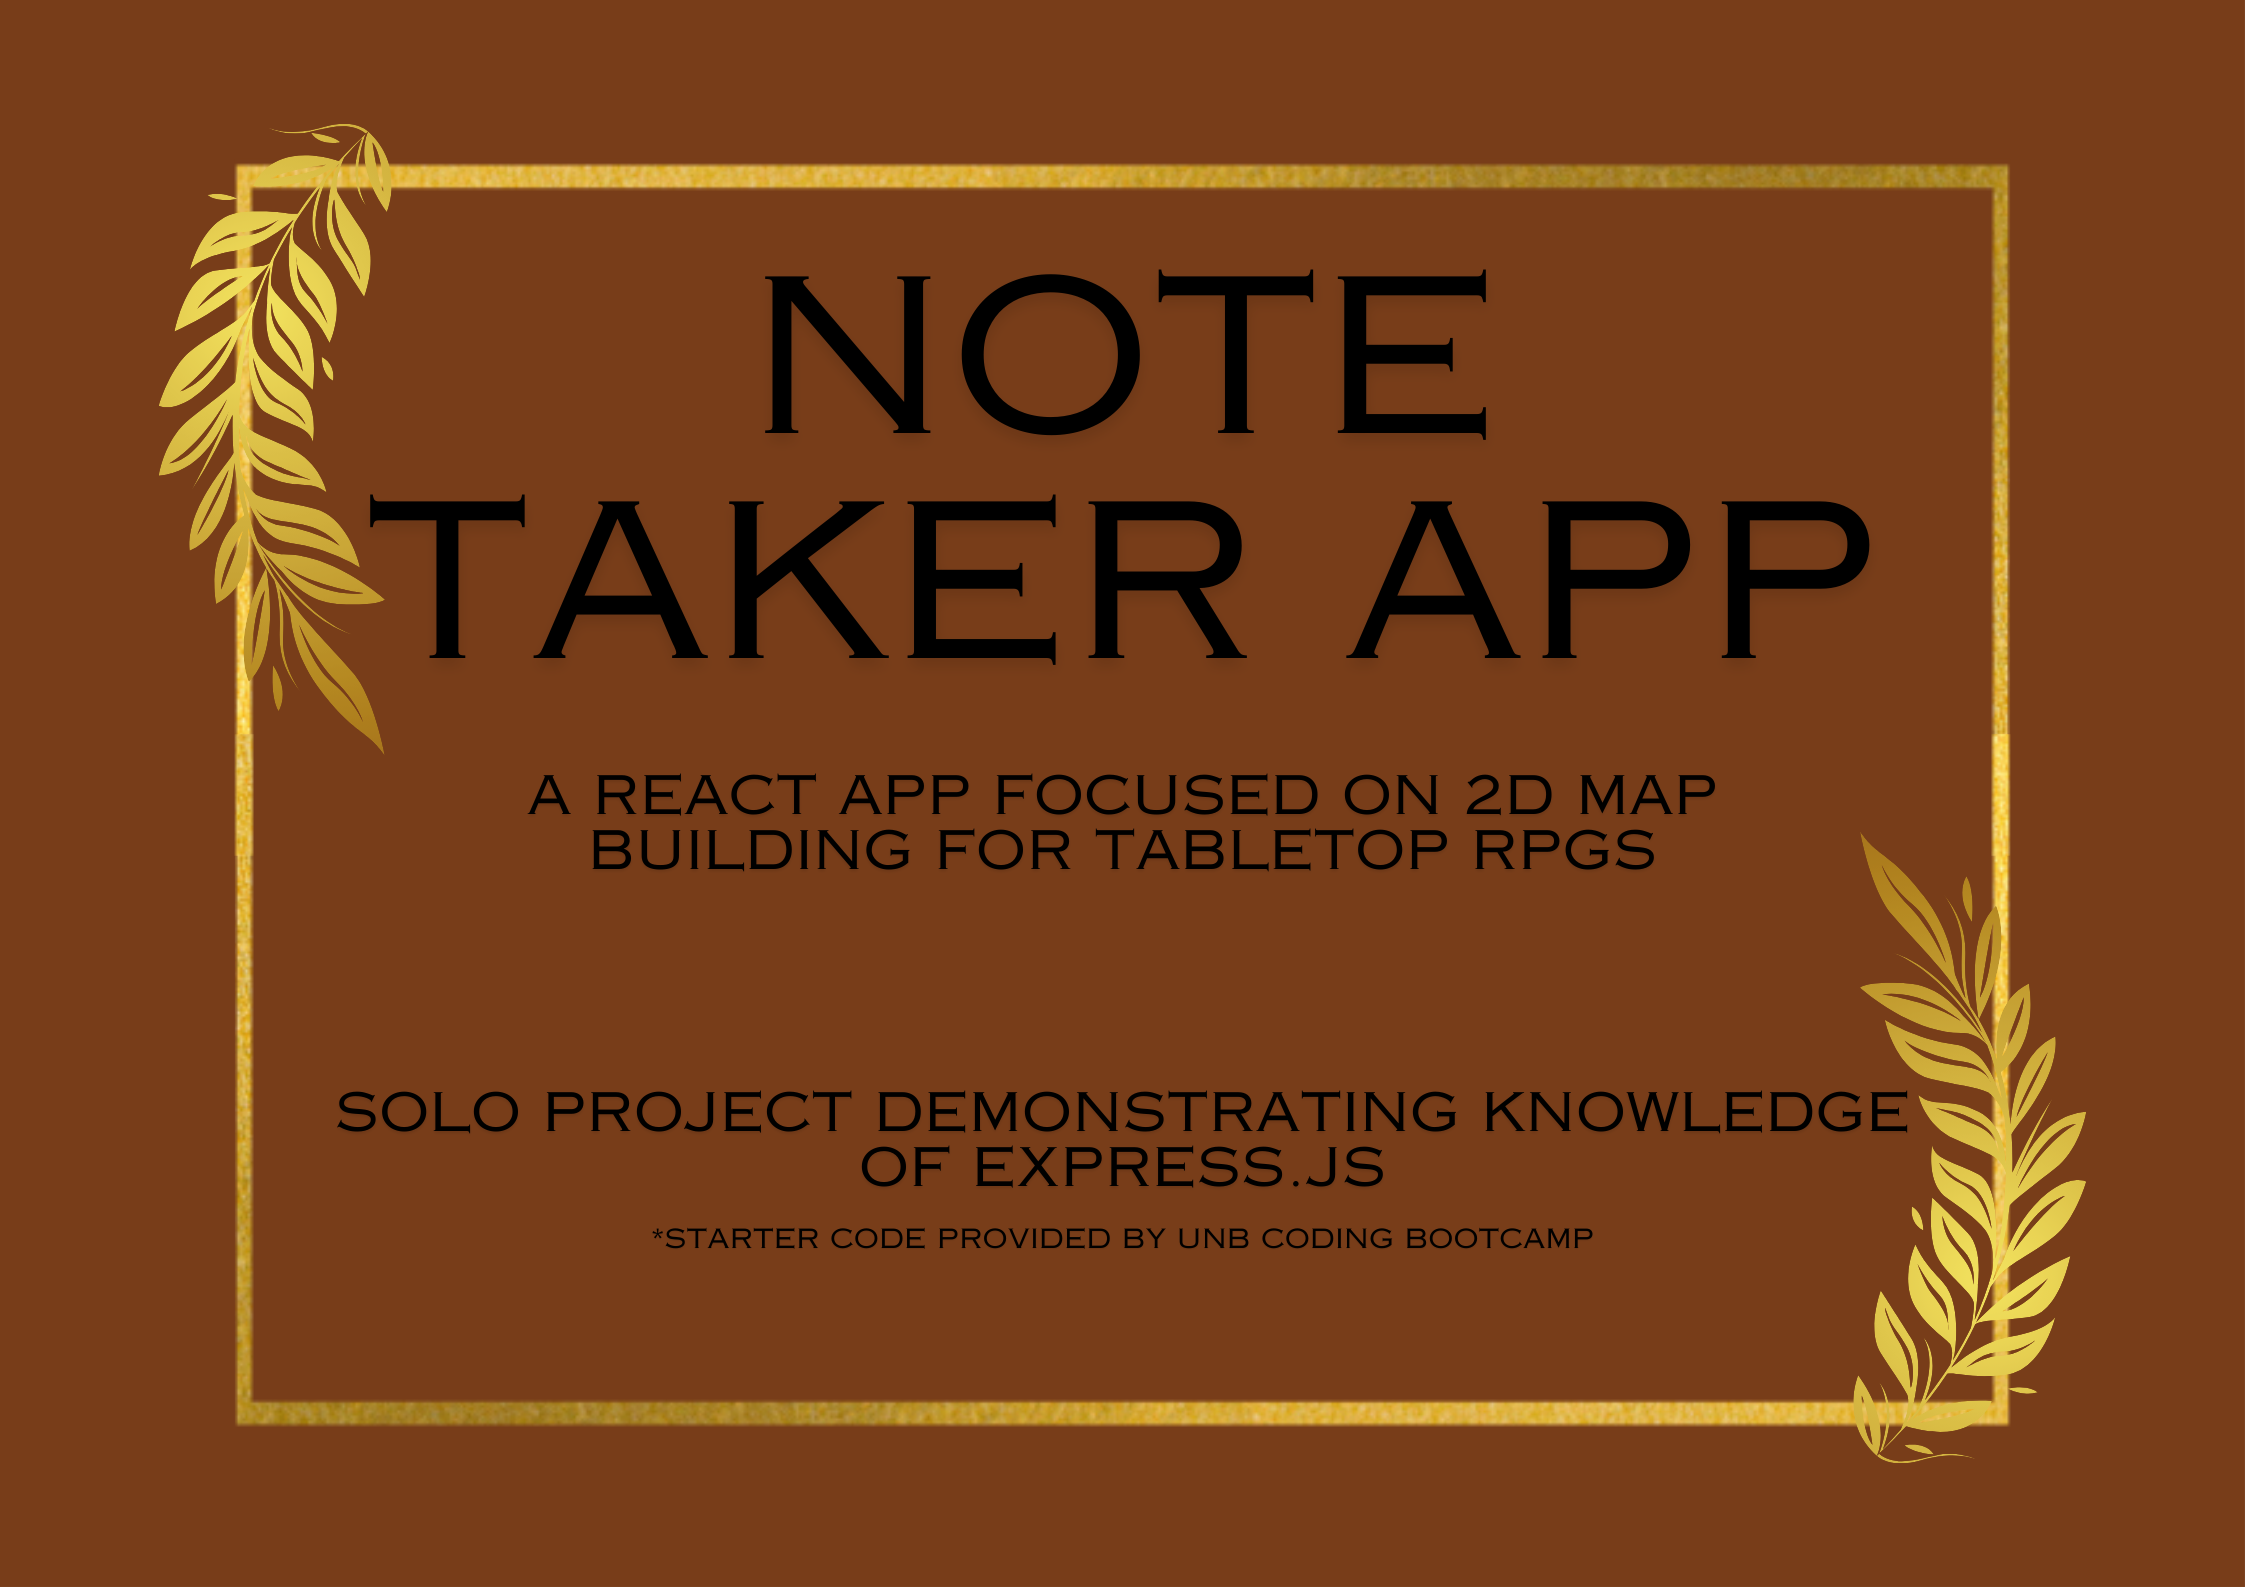 NOTE
TAKER APP
A REACT APP FOCUSED ON 2D MAP
BUILDING FOR TABLETOP RPGS
SOLO PROJECT DEMONSTRATING KNOWLEDGE
OF EXPRESS.JS
*STARTER CODE PROVIDED BY UNB CODING BOOTCAMP